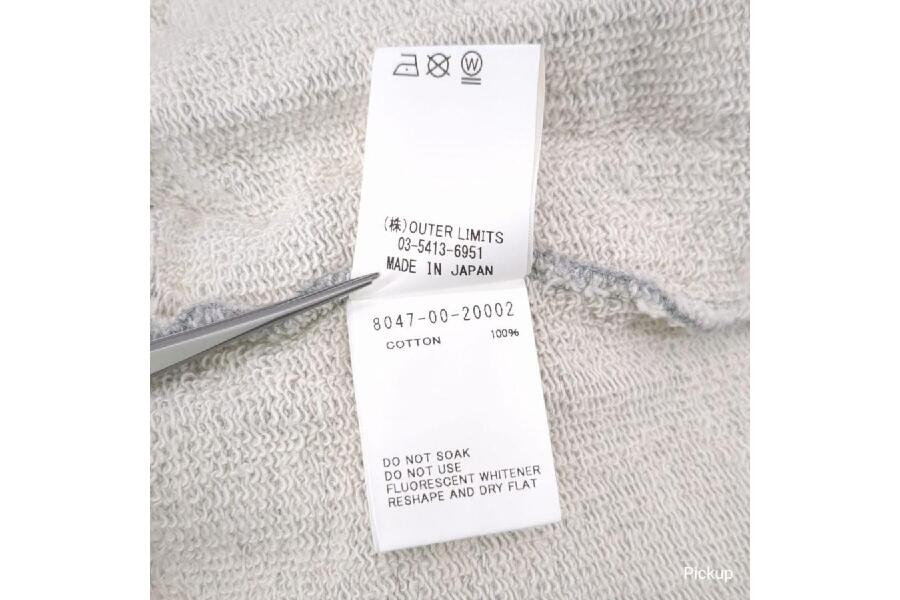 W
(株)OUTER LIMITS
03-5413-6951
MADE IN JAPAN
8047-00-20002
COTTON 100%
DO NOT SOAK
DO NOT USE
FLUORESCENT WHITENER
RESHAPE AND DRY FLAT
Pickup